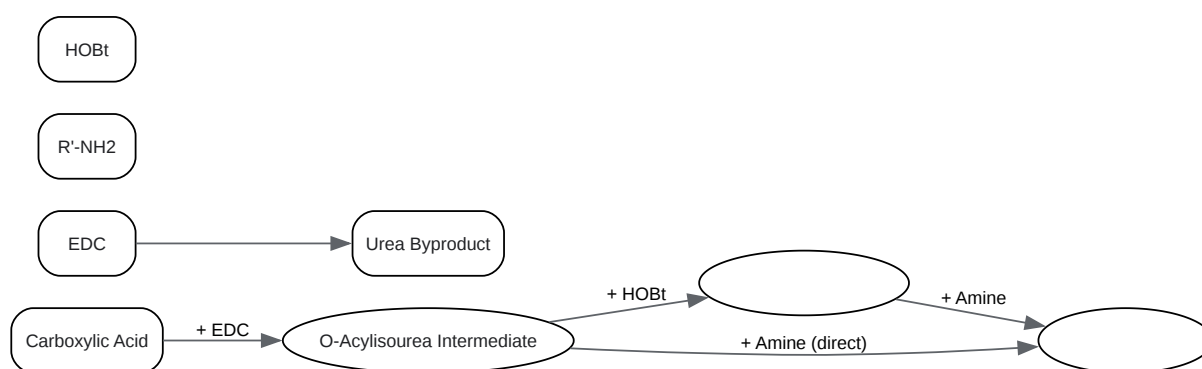 HOBt
R'-NH2
EDC
Urea Byproduct
+ HOBt
+ Amine
Carboxylic Acid
+ EDC
O-Acylisourea Intermediate
+ Amine (direct)